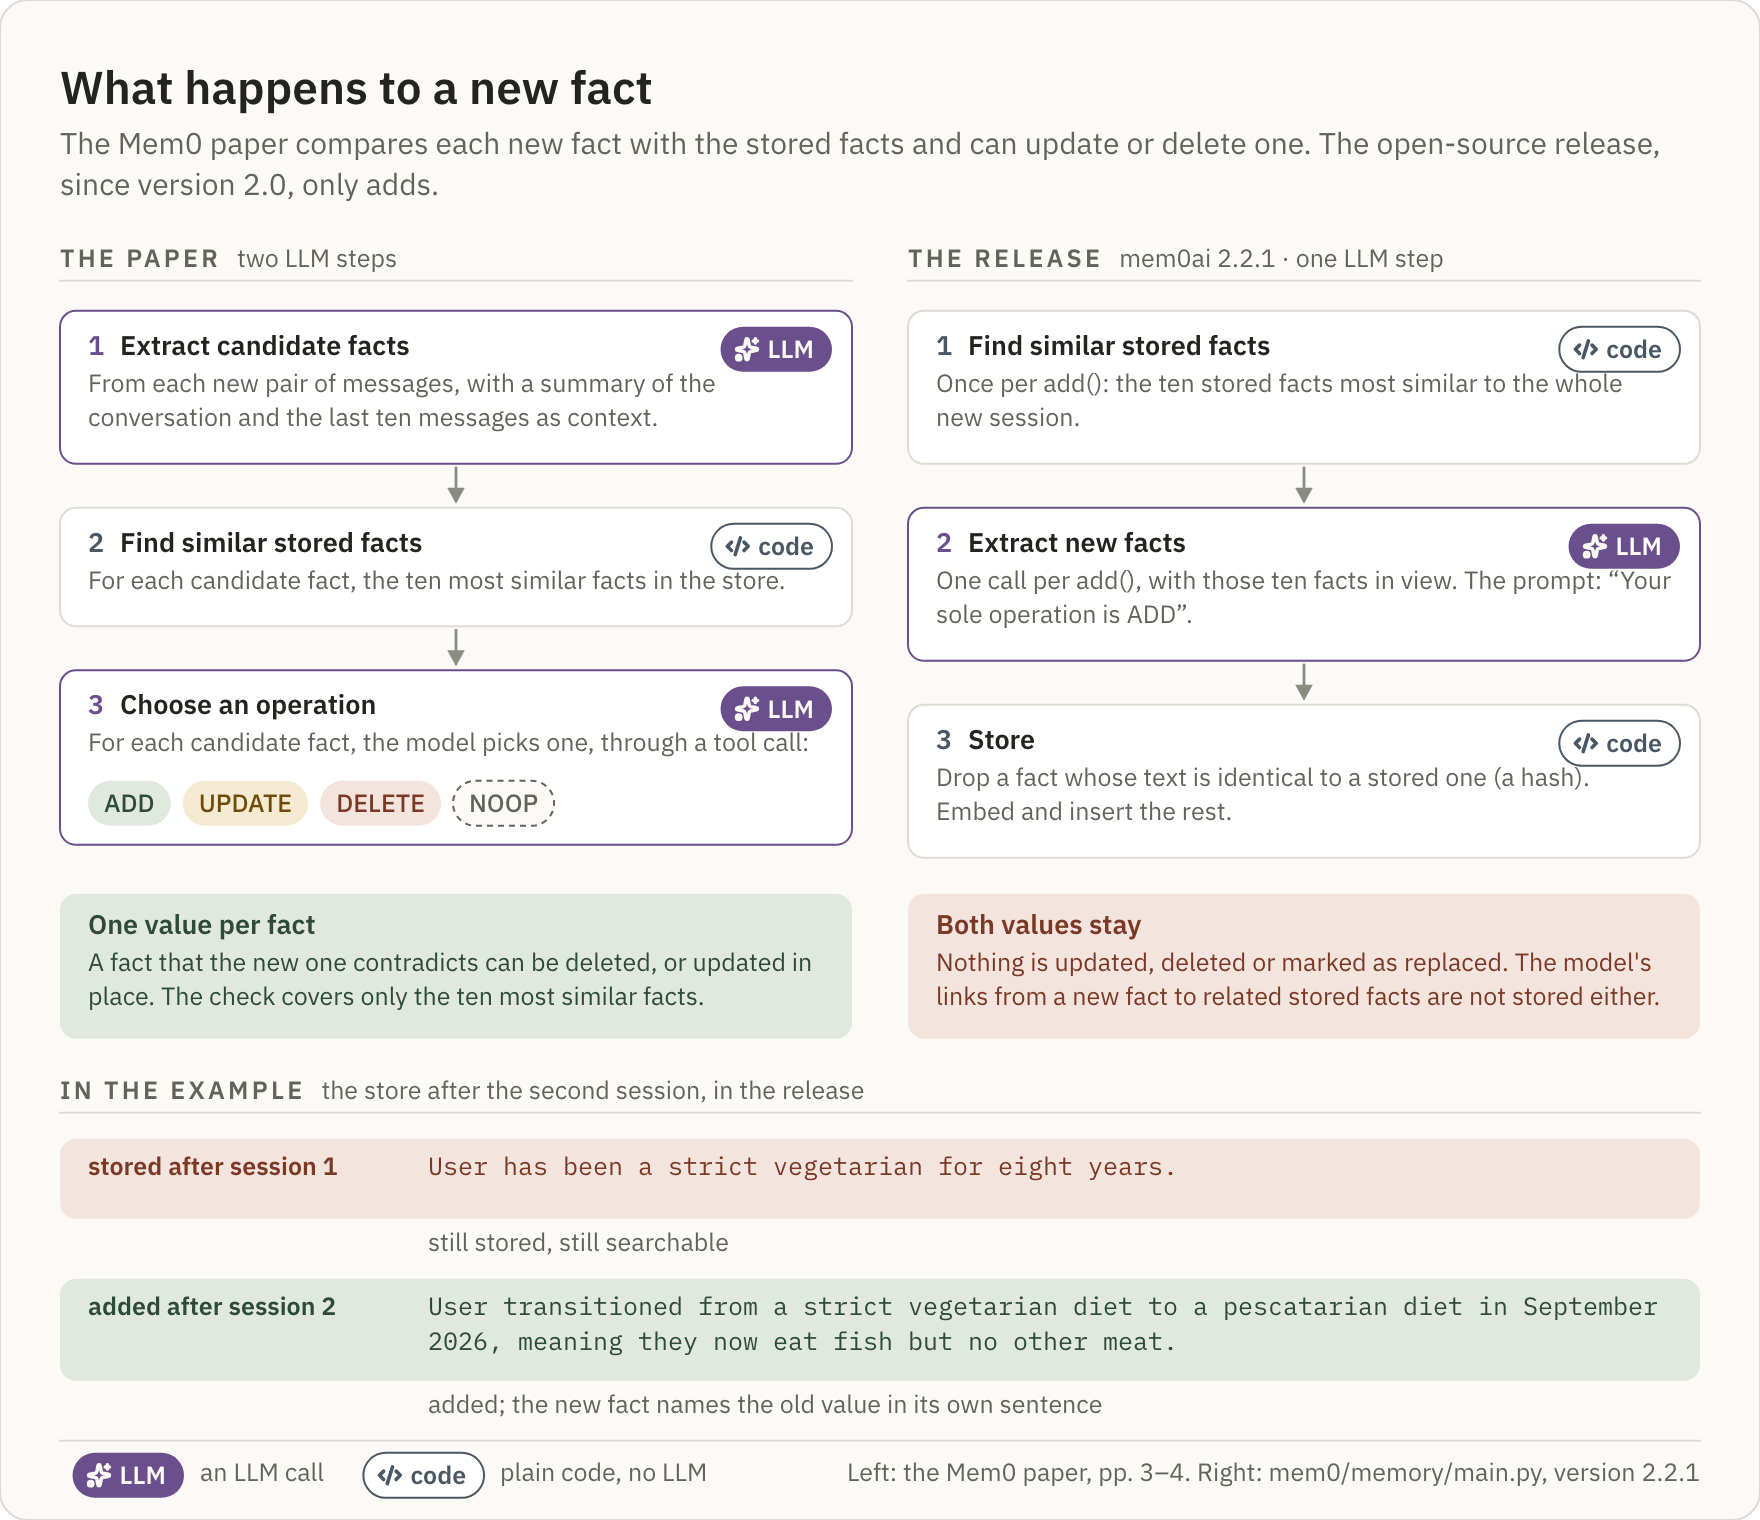 What happens to a new fact
The Mem0 paper compares each new fact with the stored facts and can update or delete one. The open-source release,
since version 2.0, only adds.
THE PAPER two LLM steps
1 Extract candidate facts
LLM
From each new pair of messages, with a summary of the
conversation and the last ten messages as context.
2 Find similar stored facts
code
For each candidate fact, the ten most similar facts in the store.
3 Choose an operation
LLM
For each candidate fact, the model picks one, through a tool call:
ADD UPDATE DELETE NOOP
One value per fact
A fact that the new one contradicts can be deleted, or updated in
place. The check covers only the ten most similar facts.
THE RELEASE mem0ai 2.2.1 · one LLM step
1 Find similar stored facts
code
Once per add(): the ten stored facts most similar to the whole
new session.
2 Extract new facts
LLM
One call per add(), with those ten facts in view. The prompt: “Your
sole operation is ADD”.
3 Store
code
Drop a fact whose text is identical to a stored one (a hash).
Embed and insert the rest.
Both values stay
Nothing is updated, deleted or marked as replaced. The model's
links from a new fact to related stored facts are not stored either.
IN THE EXAMPLE the store after the second session, in the release
stored after session 1 User has been a strict vegetarian for eight years.
still stored, still searchable
added after session 2 User transitioned from a strict vegetarian diet to a pescatarian diet in September
2026, meaning they now eat fish but no other meat.
added; the new fact names the old value in its own sentence
LLM an LLM call code plain code, no LLM Left: the Mem0 paper, pp. 3–4. Right: mem0/memory/main.py, version 2.2.1